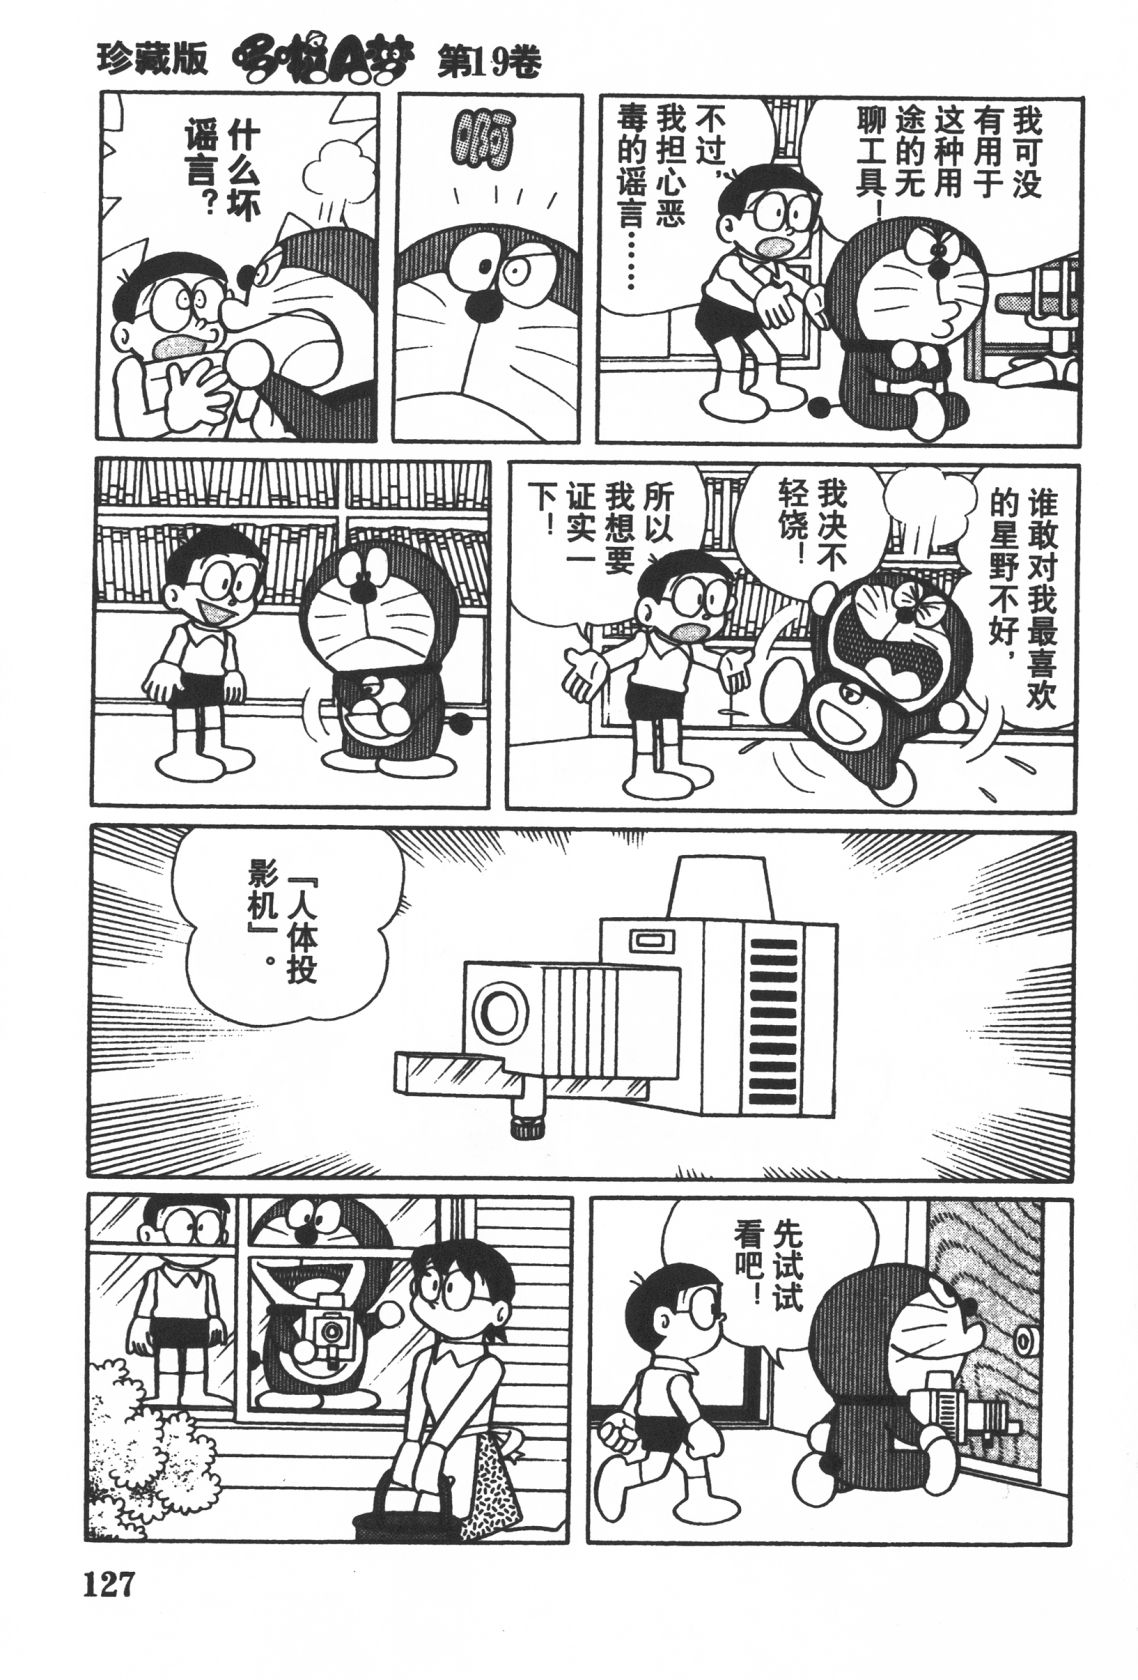 珍藏版 哆啦A梦 第19卷
我可没
有用于
这种用
途的无
聊工具！
不过，
我担心恶
毒的谣言……
啊
什么坏
谣言？
谁敢对我最喜欢
的星野不好，
我决不
轻饶！
所以
我想要
证实一
下！
『人体投
影机』。
先试试
看吧！
127